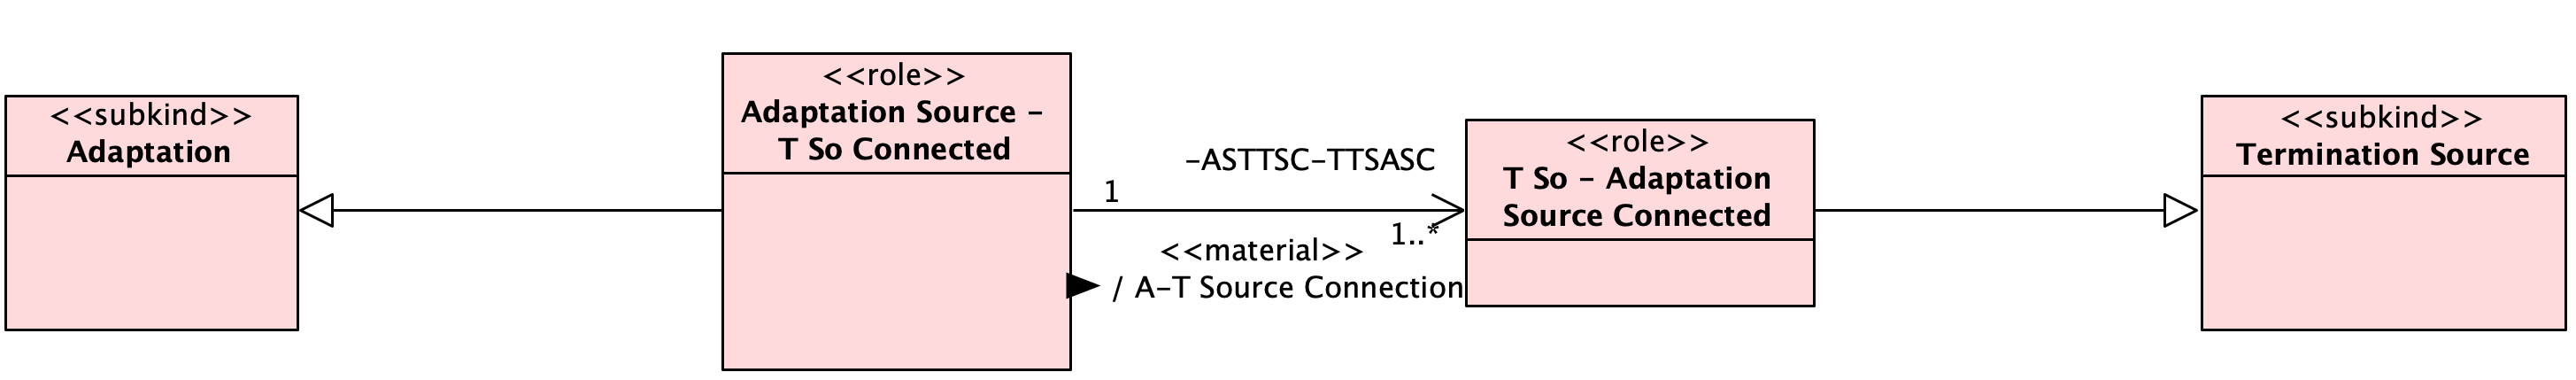 <<subkind>>
Adaptation
<<role>>
Adaptation Source -
T So Connected
-ASTTSC-TTSASC
1
1..*
<<material>>
/ A-T Source Connection
<<role>>
T So - Adaptation
Source Connected
<<subkind>>
Termination Source